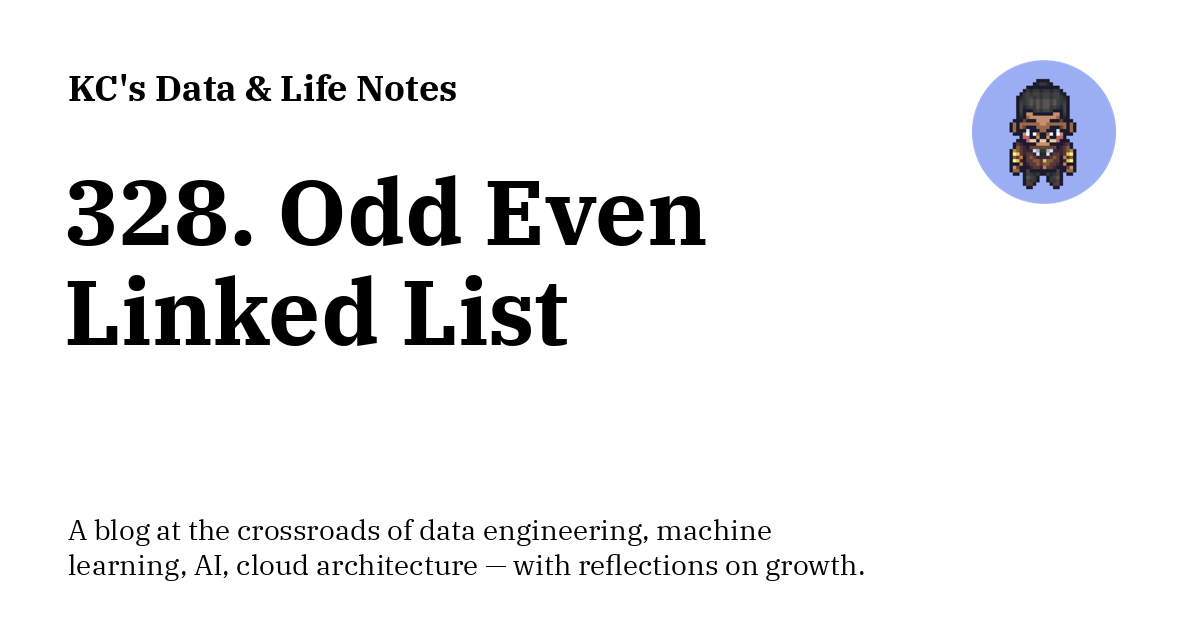 KC's Data & Life Notes
328. Odd Even
Linked List
A blog at the crossroads of data engineering, machine
learning, AI, cloud architecture — with reflections on growth.